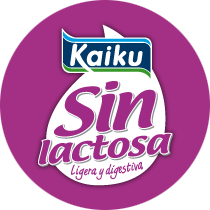 Kaiku
Sin
lactosa
Ligera y digestiva